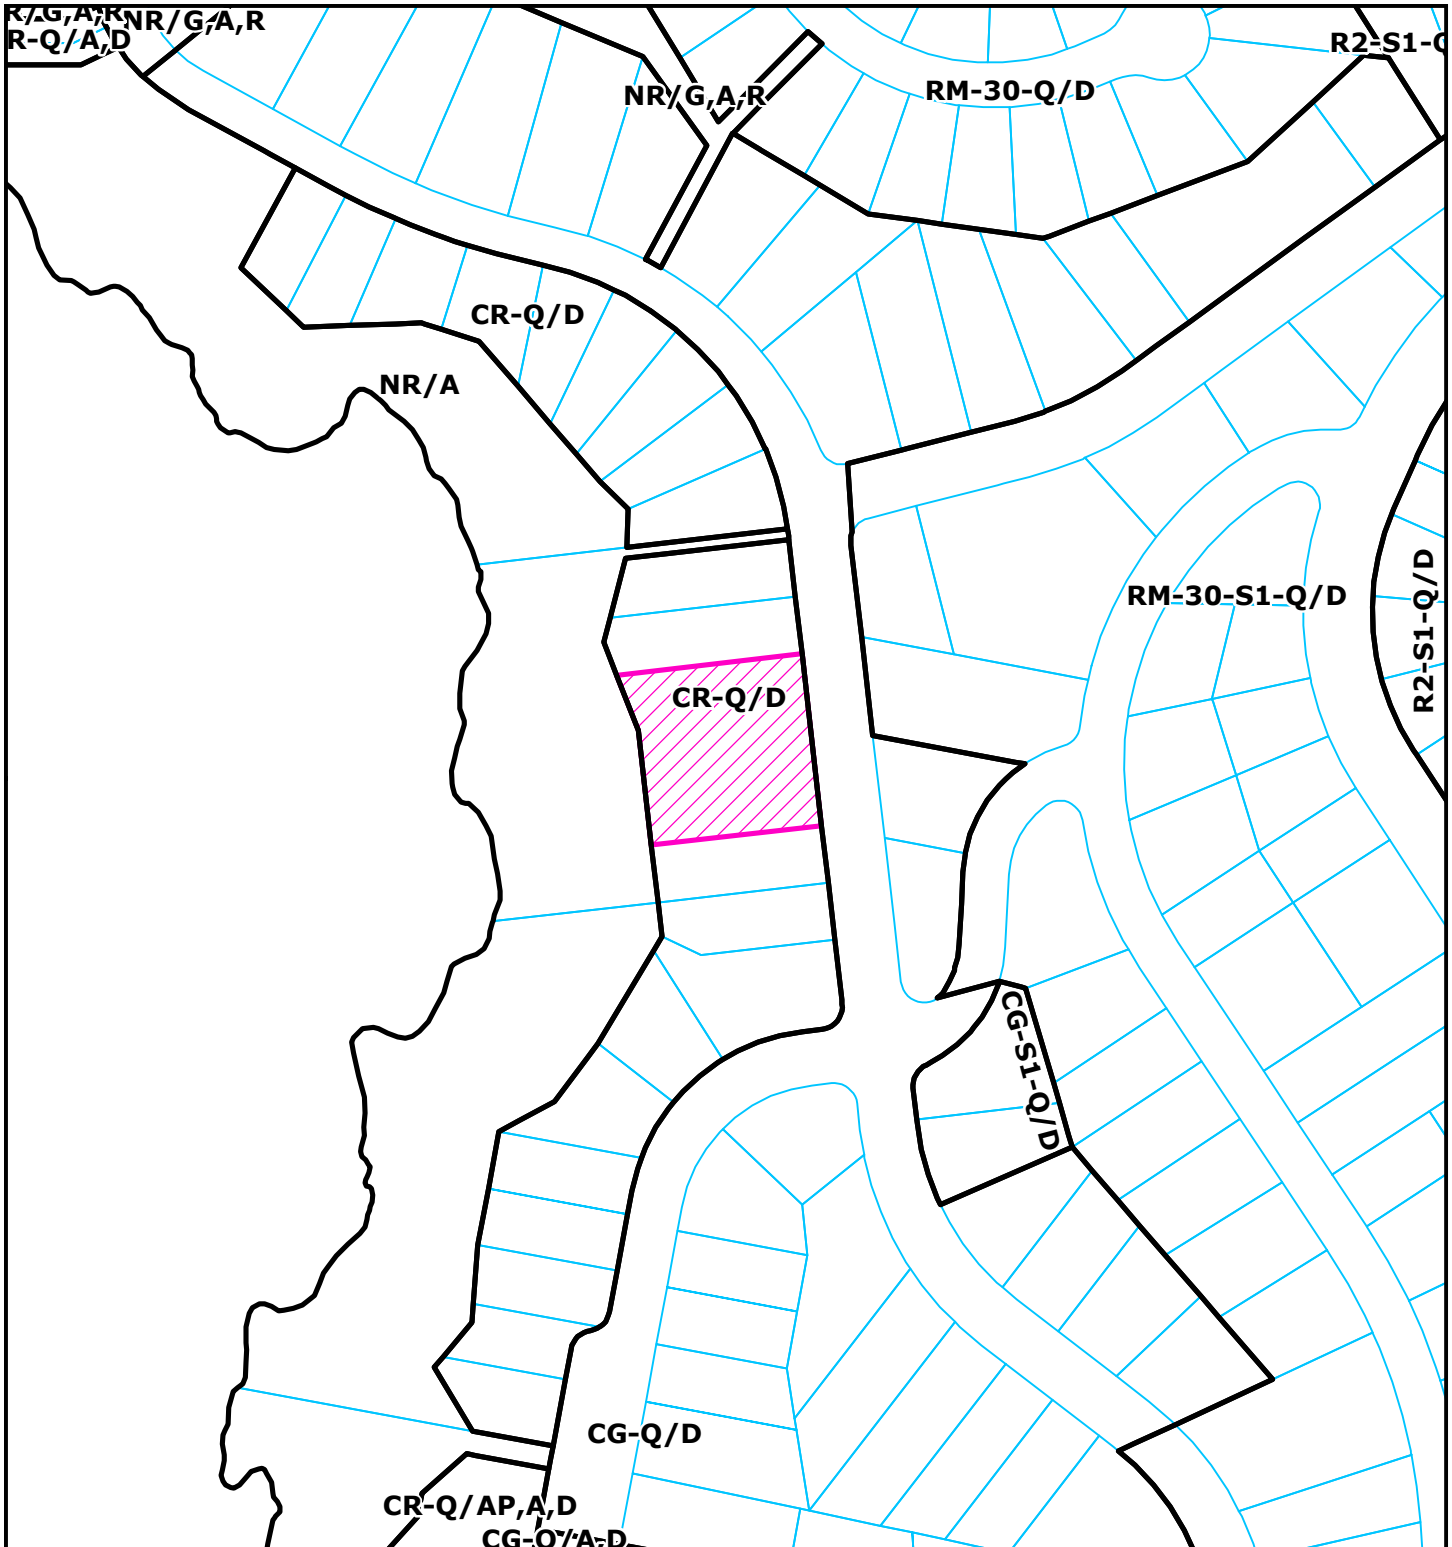 R/G,A,R
NR/G,A,R
R-Q/A,D
R2-S1-Q
NR/G,A,R
RM-30-Q/D
CR-Q/D
NR/A
RM-30-S1-Q/D
R2-S1-Q/D
CR-Q/D
CG-S1-Q/D
CG-Q/D
CR-Q/AP,A,D
CG-Q/A,D